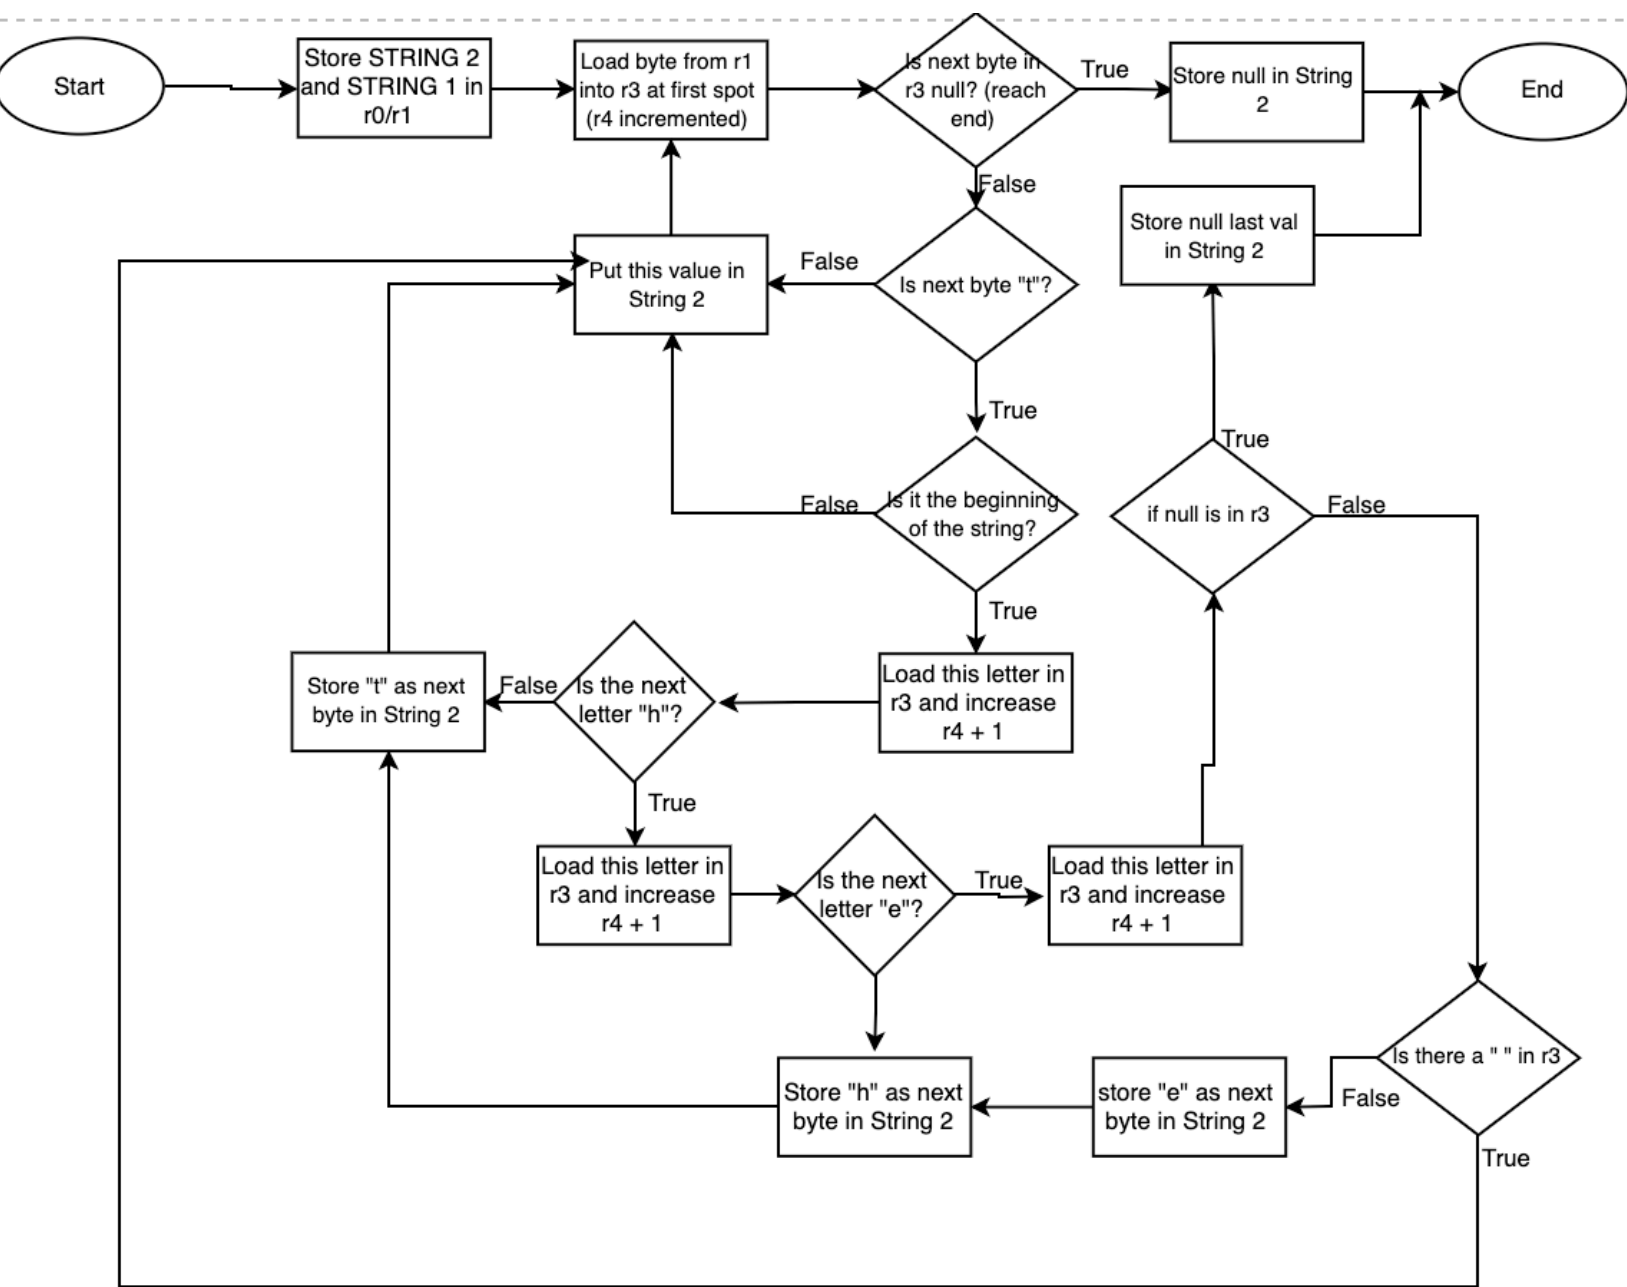 Start
Store STRING 2
and STRING 1 in
r0/r1
Load byte from r1
into r3 at first spot
(r4 incremented)
Is next byte in
r3 null? (reach
end)
True
Store null in String
2
End
False
Store null last val
in String 2
Put this value in
String 2
False
Is next byte "t"?
True
True
False
Is it the beginning
of the string?
if null is in r3
False
True
Store "t" as next
byte in String 2
False
Is the next
letter "h"?
Load this letter in
r3 and increase
r4 + 1
True
Load this letter in
r3 and increase
r4 + 1
Is the next
letter "e"?
True
Load this letter in
r3 and increase
r4 + 1
Is there a " " in r3
False
Store "h" as next
byte in String 2
store "e" as next
byte in String 2
True